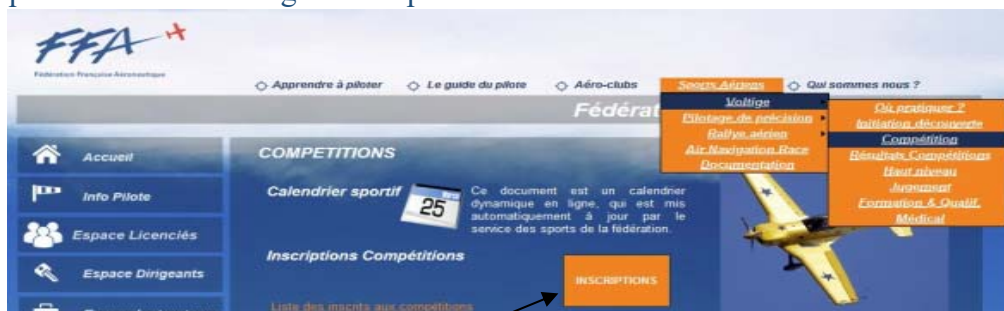 FFA
Fédération Française Aéronautique
Apprendre à piloter Le guide du pilote Aéro-clubs Sports Aériens Qui sommes nous ?
Fédérat
Voltige
Pilotage de précision
Rallye aérien
Air Navigation Race
Documentation
Où pratiquer ?
Initiation découverte
Compétition
Résultats Compétitions
Haut niveau
Jugement
Formation & Qualif.
Médical
Accueil
Info Pilote
Espace Licenciés
Espace Dirigeants
COMPETITIONS
Calendrier sportif
25
Ce document est un calendrier
dynamique en ligne, qui est mis
automatiquement à jour par le
service des sports de la fédération.
Inscriptions Compétitions
INSCRIPTIONS
Liste des inscrits aux compétitions